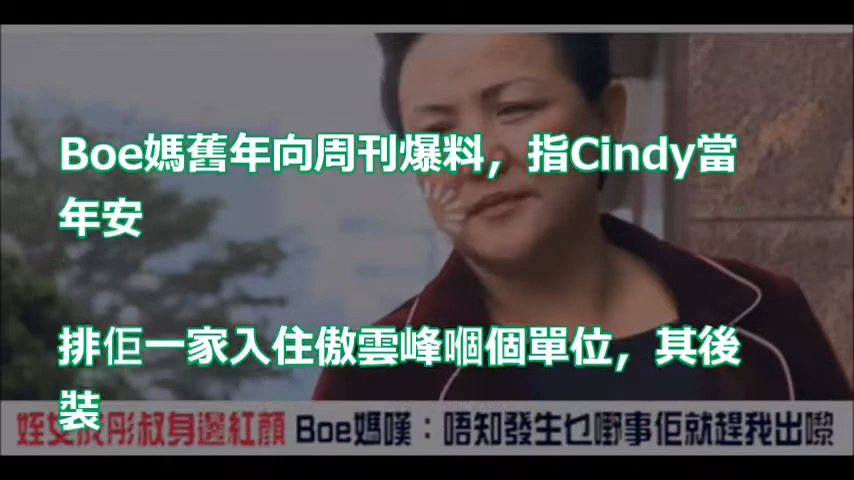 Boe媽舊年向周刊爆料，指Cindy當
年安
排佢一家入住傲雲峰嗰個單位，其後
裝
姪女成彤叔身邊紅顏 Boe媽嘆：唔知發生乜嘢事佢就趕我出嚟